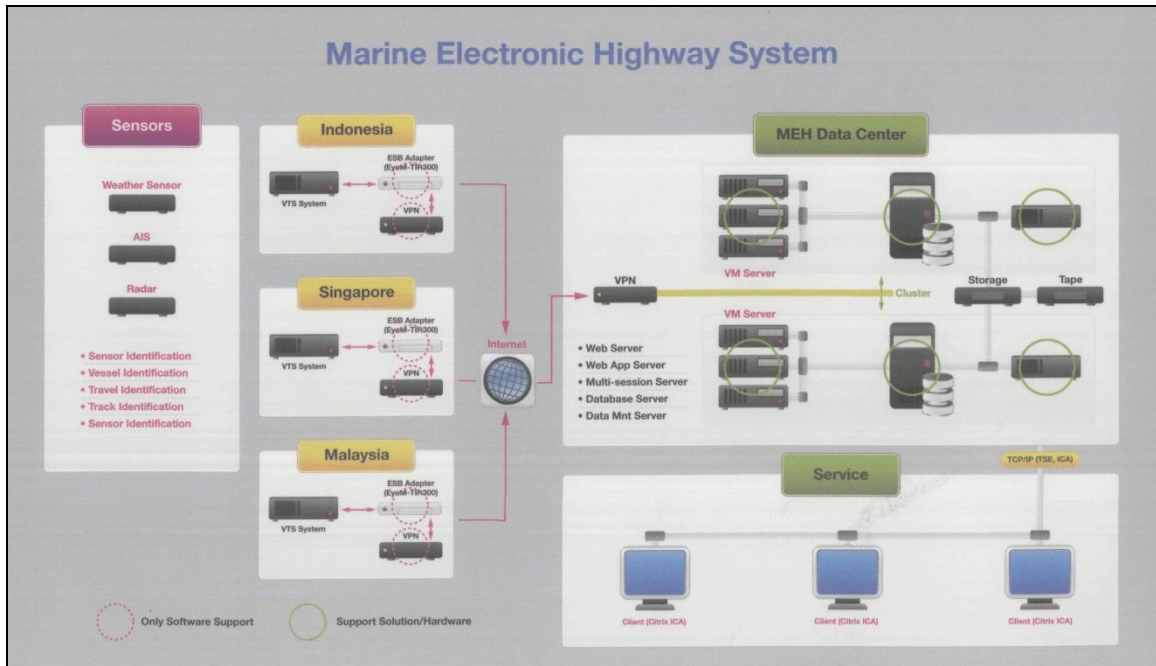 Marine Electronic Highway System
Sensors
Weather Sensor
AIS
Radar
• Sensor Identification
• Vessel Identification
• Travel Identification
• Track Identification
• Sensor Identification
Indonesia
ESB Adapter
(EyeM-TIR300)
VTS System
VPN
Singapore
ESB Adapter
(EyeM-TIR300)
VTS System
VPN
Malaysia
ESB Adapter
(EyeM-TIR300)
VTS System
VPN
Internet
MEH Data Center
VM Server
VPN
Cluster
Storage
Tape
VM Server
• Web Server
• Web App Server
• Multi-session Server
• Database Server
• Data Mnt Server
TCP/IP (TSE, ICA)
Service
Client (Citrix ICA)
Client (Citrix ICA)
Client (Citrix ICA)
Only Software Support
Support Solution/Hardware